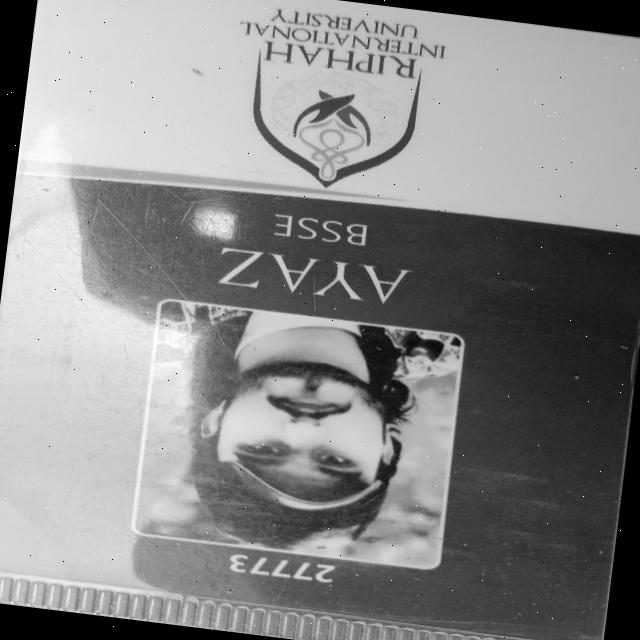 27773
AYAZ
BSSE
RIPHAH
INTERNATIONAL
UNIVERSITY